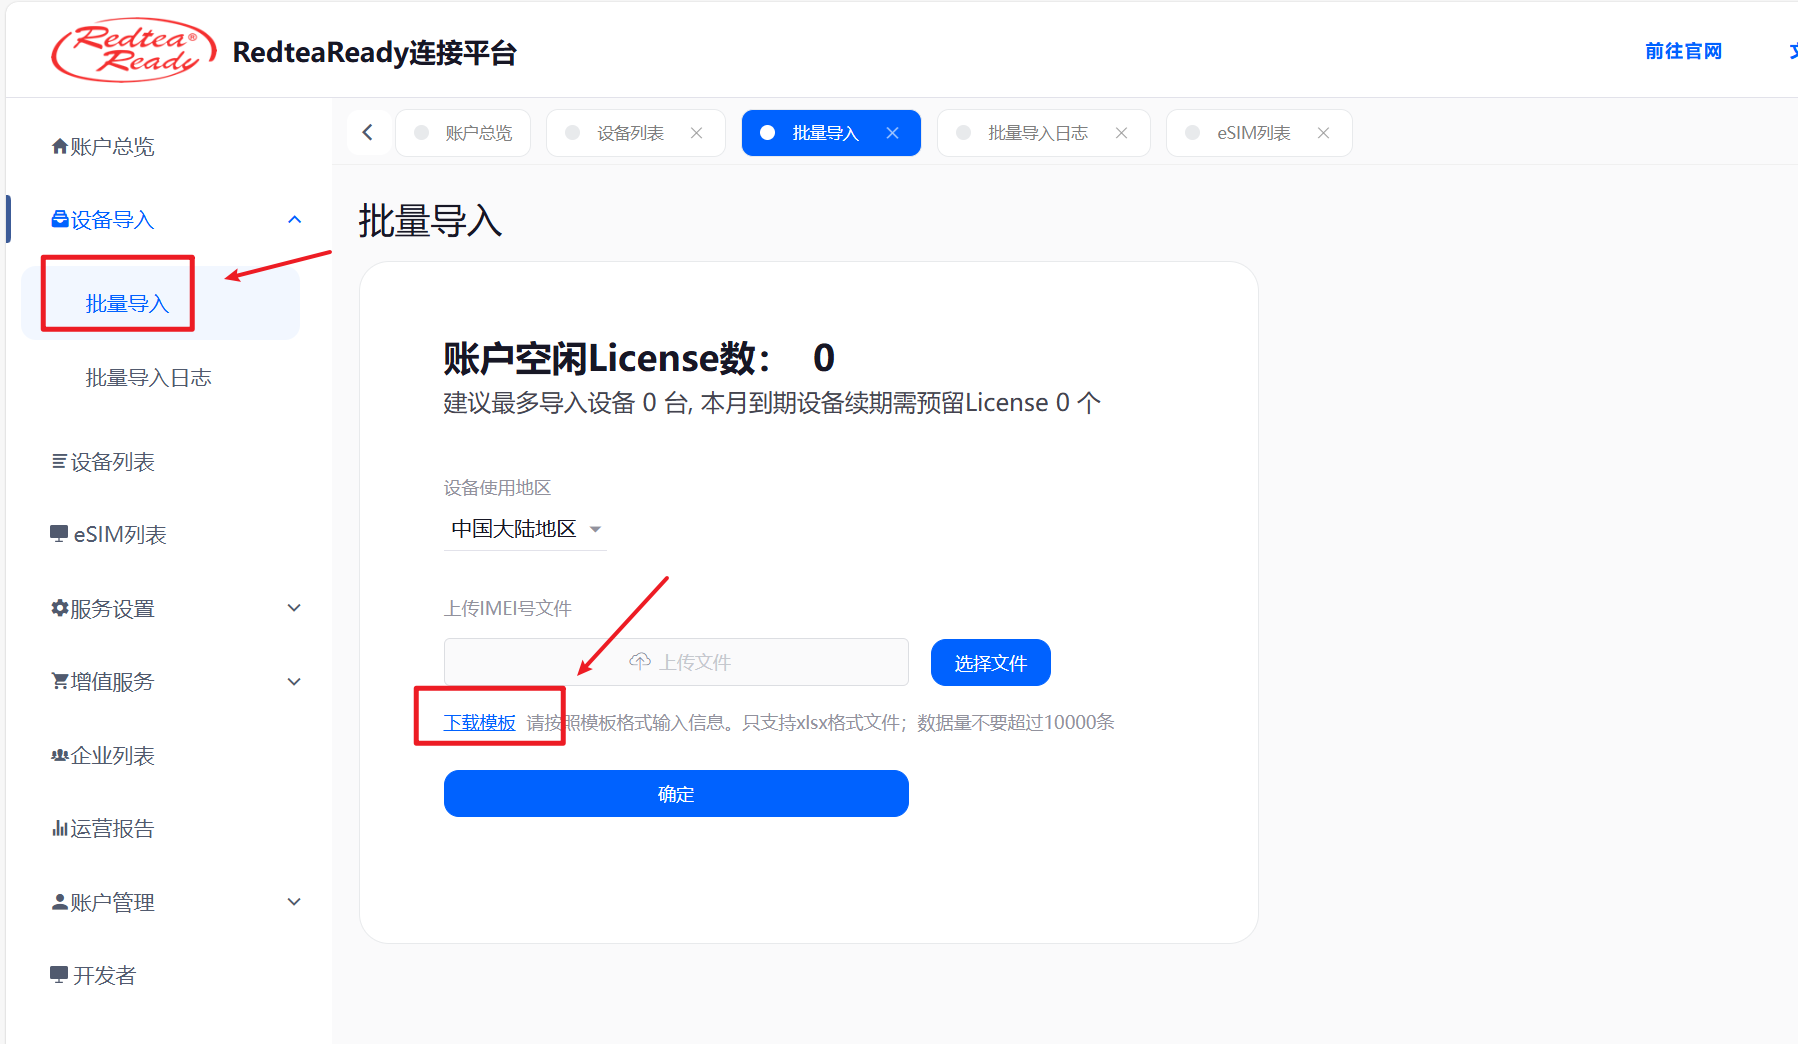 Redtea®
Ready
RedteaReady连接平台
前往官网
账户总览
设备列表
批量导入
批量导入日志
eSIM列表
账户总览
设备导入
批量导入
批量导入日志
设备列表
eSIM列表
服务设置
增值服务
企业列表
运营报告
账户管理
开发者
批量导入
账户空闲License数： 0
建议最多导入设备 0 台, 本月到期设备续期需预留License 0 个
设备使用地区
中国大陆地区
上传IMEI号文件
上传文件
选择文件
下载模板 请按照模板格式输入信息。只支持xlsx格式文件；数据量不要超过10000条
确定